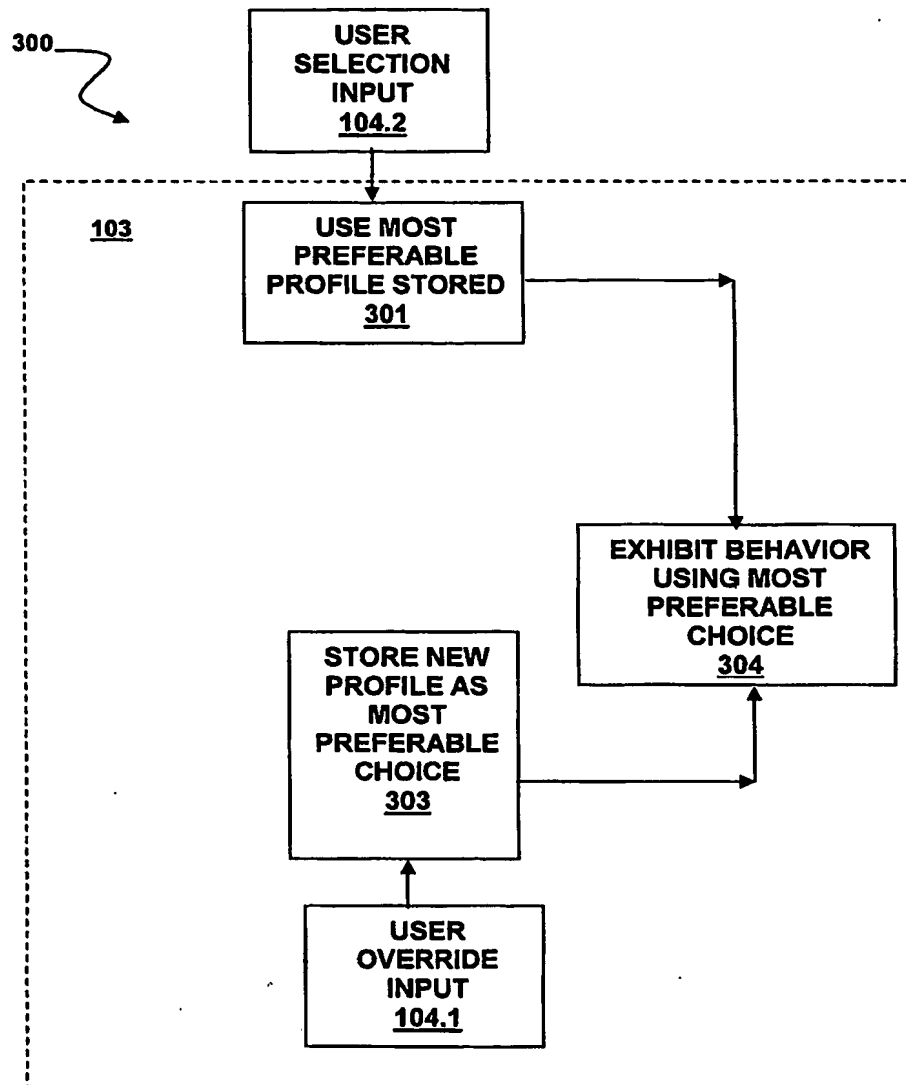 300
USER
SELECTION
INPUT
104.2
103
USE MOST
PREFERABLE
PROFILE STORED
301
EXHIBIT BEHAVIOR
USING MOST
PREFERABLE
CHOICE
304
STORE NEW
PROFILE AS
MOST
PREFERABLE
CHOICE
303
USER
OVERRIDE
INPUT
104.1